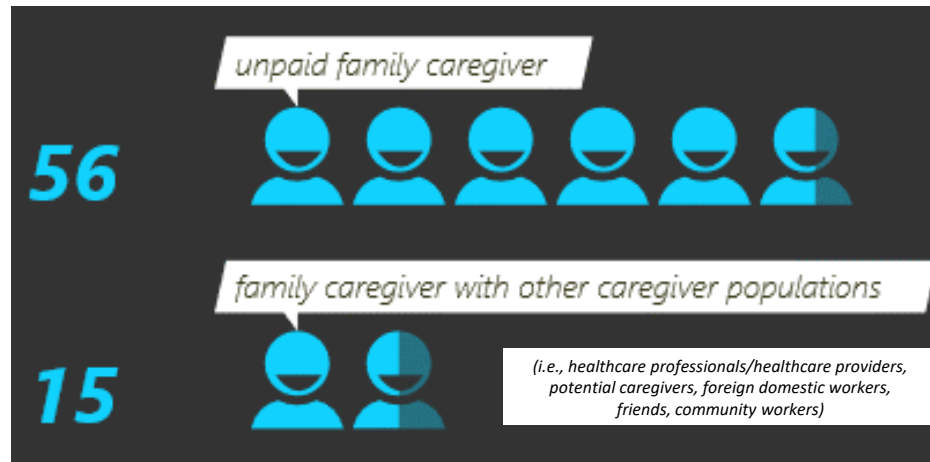 unpaid family caregiver
56
family caregiver with other caregiver populations
15
(i.e., healthcare professionals/healthcare providers,
potential caregivers, foreign domestic workers,
friends, community workers)